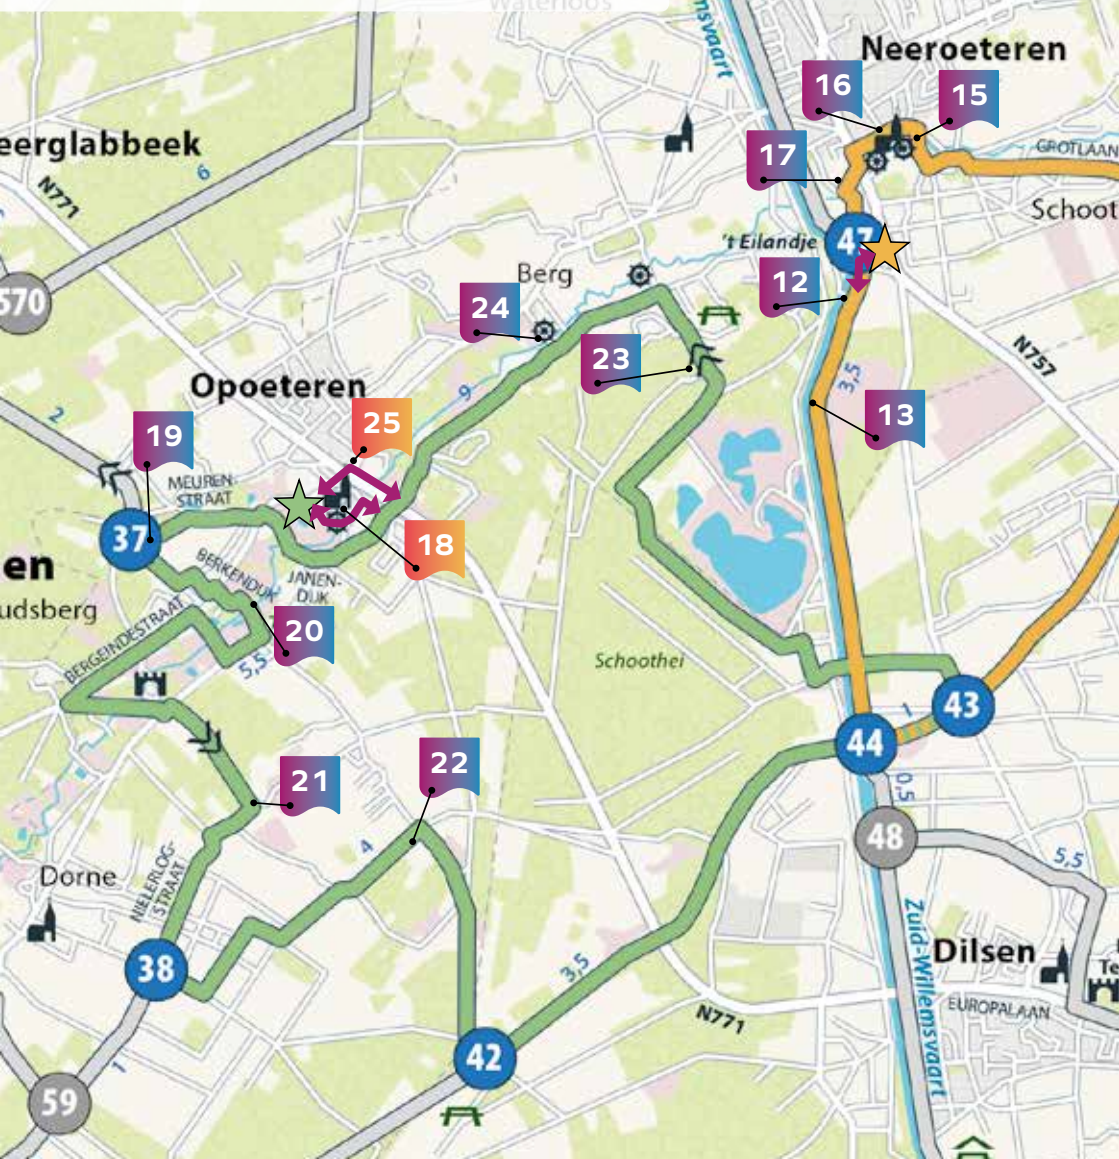 Waterloos
msvaart
Neeroeteren
16
15
eerglabbeek
6
17
GROTLAAN
N771
Schoot
47
't Eilandje
570
Berg
12
24
N757
23
3,5
Opoeteren
9
2
25
13
19
MEUREN-
STRAAT
37
18
en
BERKENDIJK
JANEN-
DIJK
udsberg
BERGEINDESTRAAT
20
5,5
Schoothei
43
1
44
22
21
0,5
48
4
5,5
Dorne
NIELERLOG-
STRAAT
Zuid-Willemsvaart
Dilsen
38
3,5
Te
EUROPALAAN
N771
42
1
59